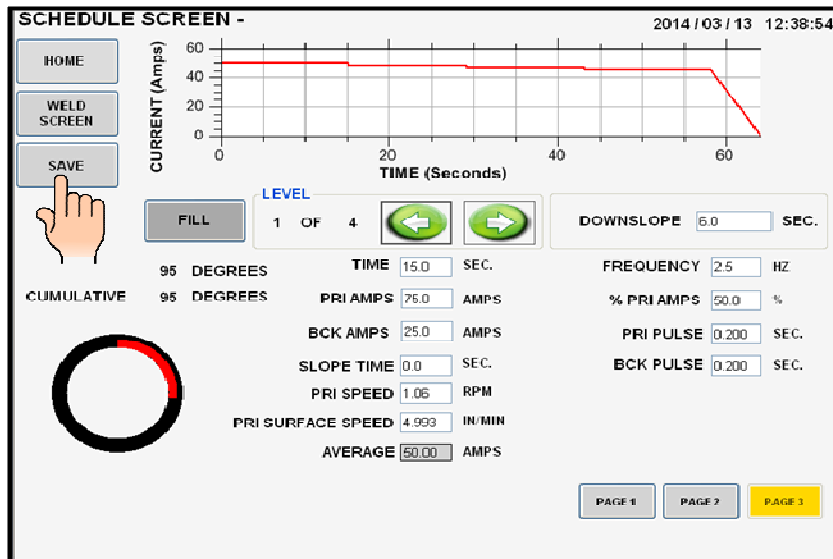 SCHEDULE SCREEN -
2014 / 03 / 13 12:38:54
HOME
WELD
SCREEN
SAVE
CURRENT (Amps)
60
40
20
0
0 20 40 60
TIME (Seconds)
FILL
LEVEL
1 OF 4
DOWNSLOPE 6.0 SEC.
95 DEGREES
CUMULATIVE 95 DEGREES
TIME 15.0 SEC.
PRI AMPS 75.0 AMPS
BCK AMPS 25.0 AMPS
SLOPE TIME 0.0 SEC.
PRI SPEED 1.06 RPM
PRI SURFACE SPEED 4.993 IN/MIN
AVERAGE 50.00 AMPS
FREQUENCY 2.5 HZ
% PRI AMPS 50.0 %
PRI PULSE 0.200 SEC.
BCK PULSE 0.200 SEC.
PAGE 1 PAGE 2 PAGE 3